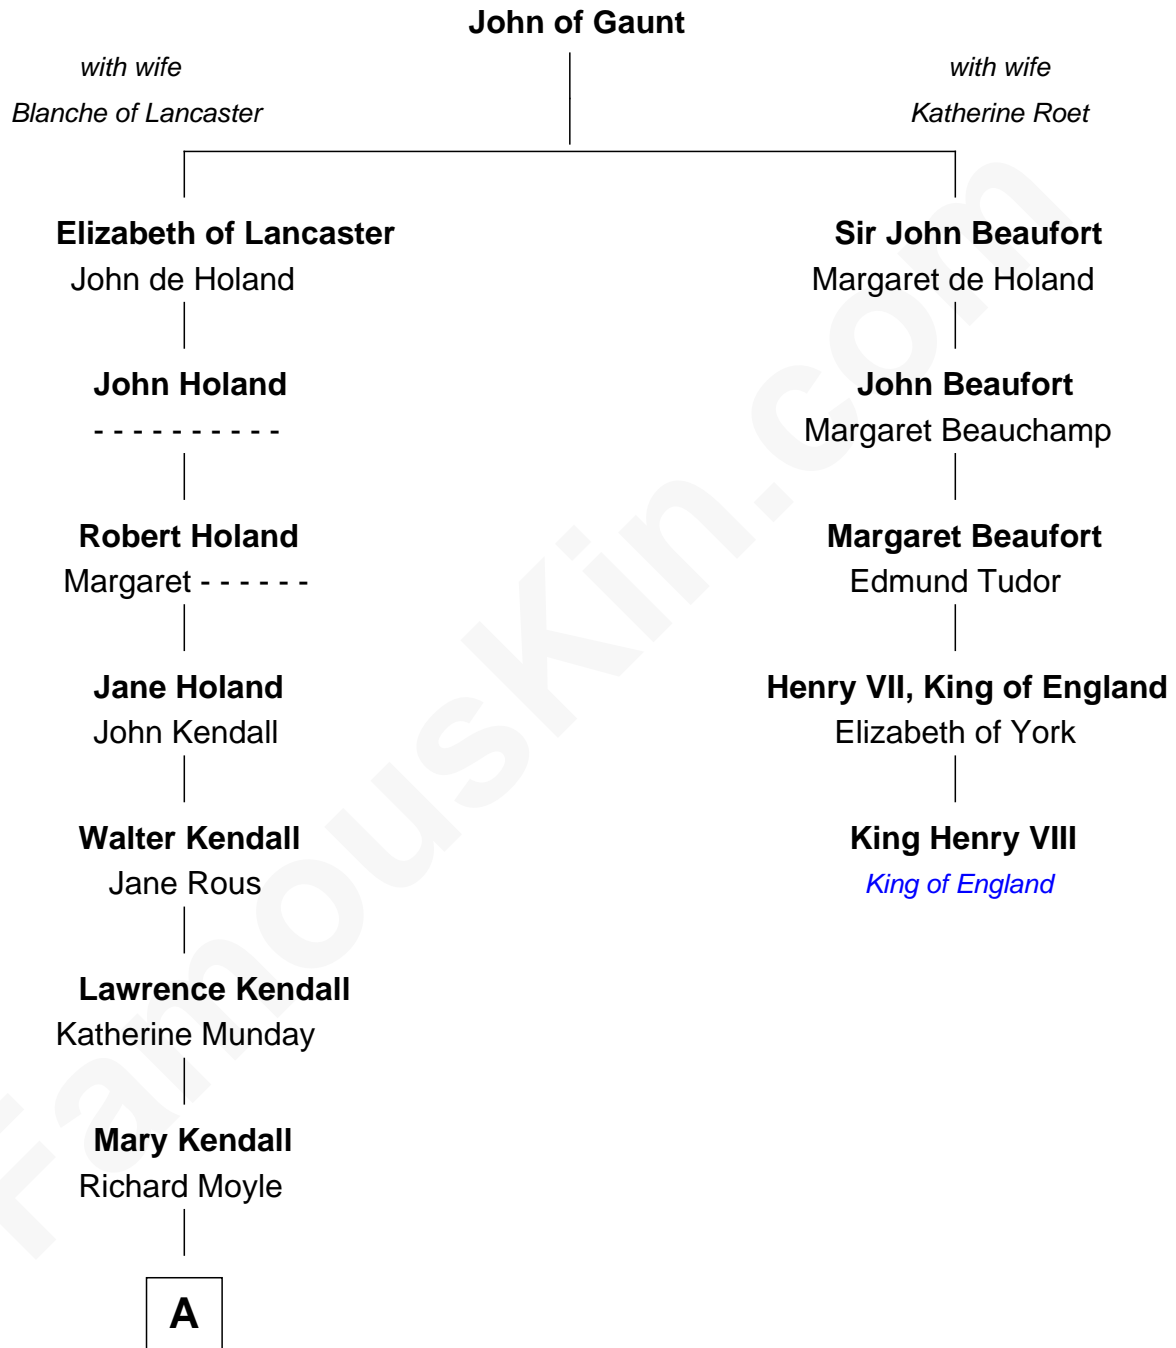 John of Gaunt
with wife
Blanche of Lancaster
with wife
Katherine Roet
Elizabeth of Lancaster
John de Holand
Sir John Beaufort
Margaret de Holand
John Holand
- - - - - - - - - -
John Beaufort
Margaret Beauchamp
Robert Holand
Margaret - - - - - -
Margaret Beaufort
Edmund Tudor
Jane Holand
John Kendall
Henry VII, King of England
Elizabeth of York
Walter Kendall
Jane Rous
King Henry VIII
King of England
Lawrence Kendall
Katherine Munday
Mary Kendall
Richard Moyle
A
FamousKin.com